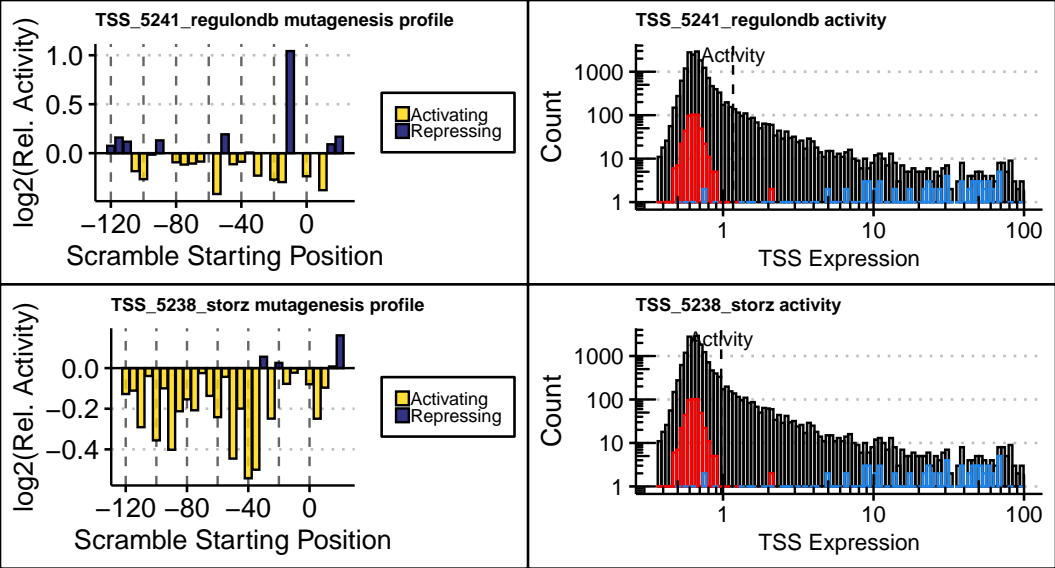 TSS_5241_regulondb mutagenesis profile
log2(Rel. Activity)
1.0
0.5
0.0
−120 −80 −40 0
Scramble Starting Position
Activating
Repressing
TSS_5241_regulondb activity
Activity
Count
1000
100
10
1
1 10 100
TSS Expression
TSS_5238_storz mutagenesis profile
log2(Rel. Activity)
0.0
−0.2
−0.4
−120 −80 −40 0
Scramble Starting Position
Activating
Repressing
TSS_5238_storz activity
Activity
Count
1000
100
10
1
1 10 100
TSS Expression